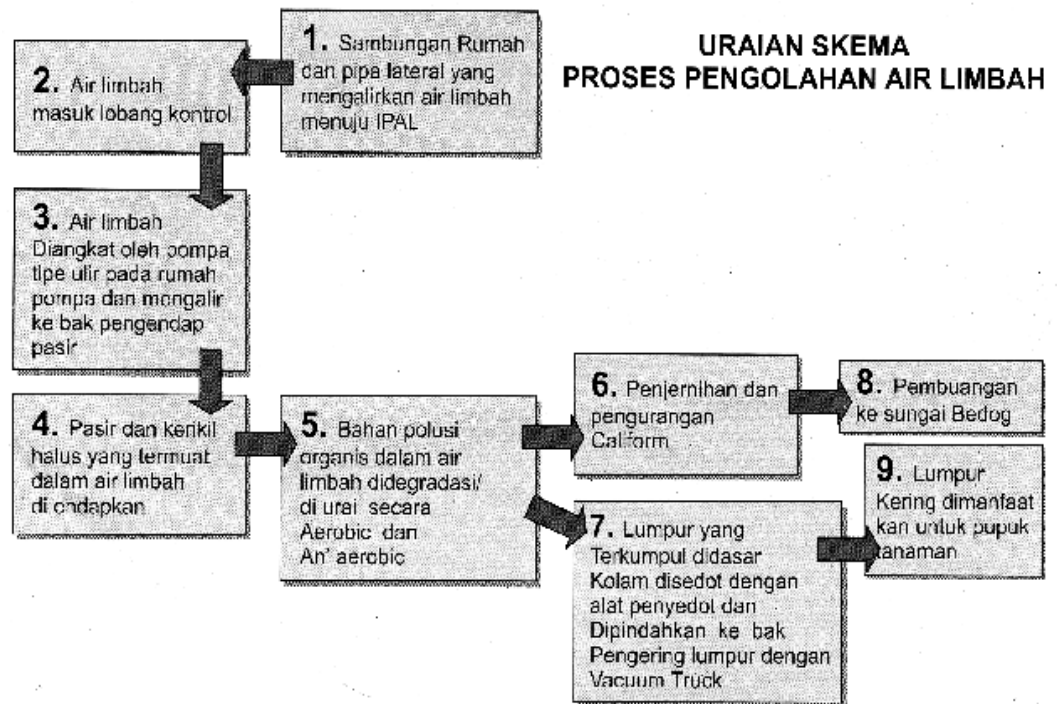 URAIAN SKEMA
PROSES PENGOLAHAN AIR LIMBAH
1. Sambungan Rumah
dan pipa lateral yang
mengalirkan air limbah
menuju IPAL
2. Air limbah
masuk lobang kontrol
3. Air limbah
Diangkat oleh pompa
tipe ulir pada rumah
pompa dan mengalir
ke bak pengendap
pasir
4. Pasir dan kerikil
halus yang termuat
dalam air limbah
di endapkan
5. Bahan polusi
organis dalam air
limbah didegradasi/
di urai secara
Aerobic dan
An' aerobic
6. Penjernihan dan
pengurangan
Caliform
7. Lumpur yang
Terkumpul didasar
Kolam disedot dengan
alat penyedot dan
Dipindahkan ke bak
Pengering lumpur dengan
Vacuum Truck
8. Pembuangan
ke sungai Bedog
9. Lumpur
Kering dimanfaat
kan untuk pupuk
tanaman